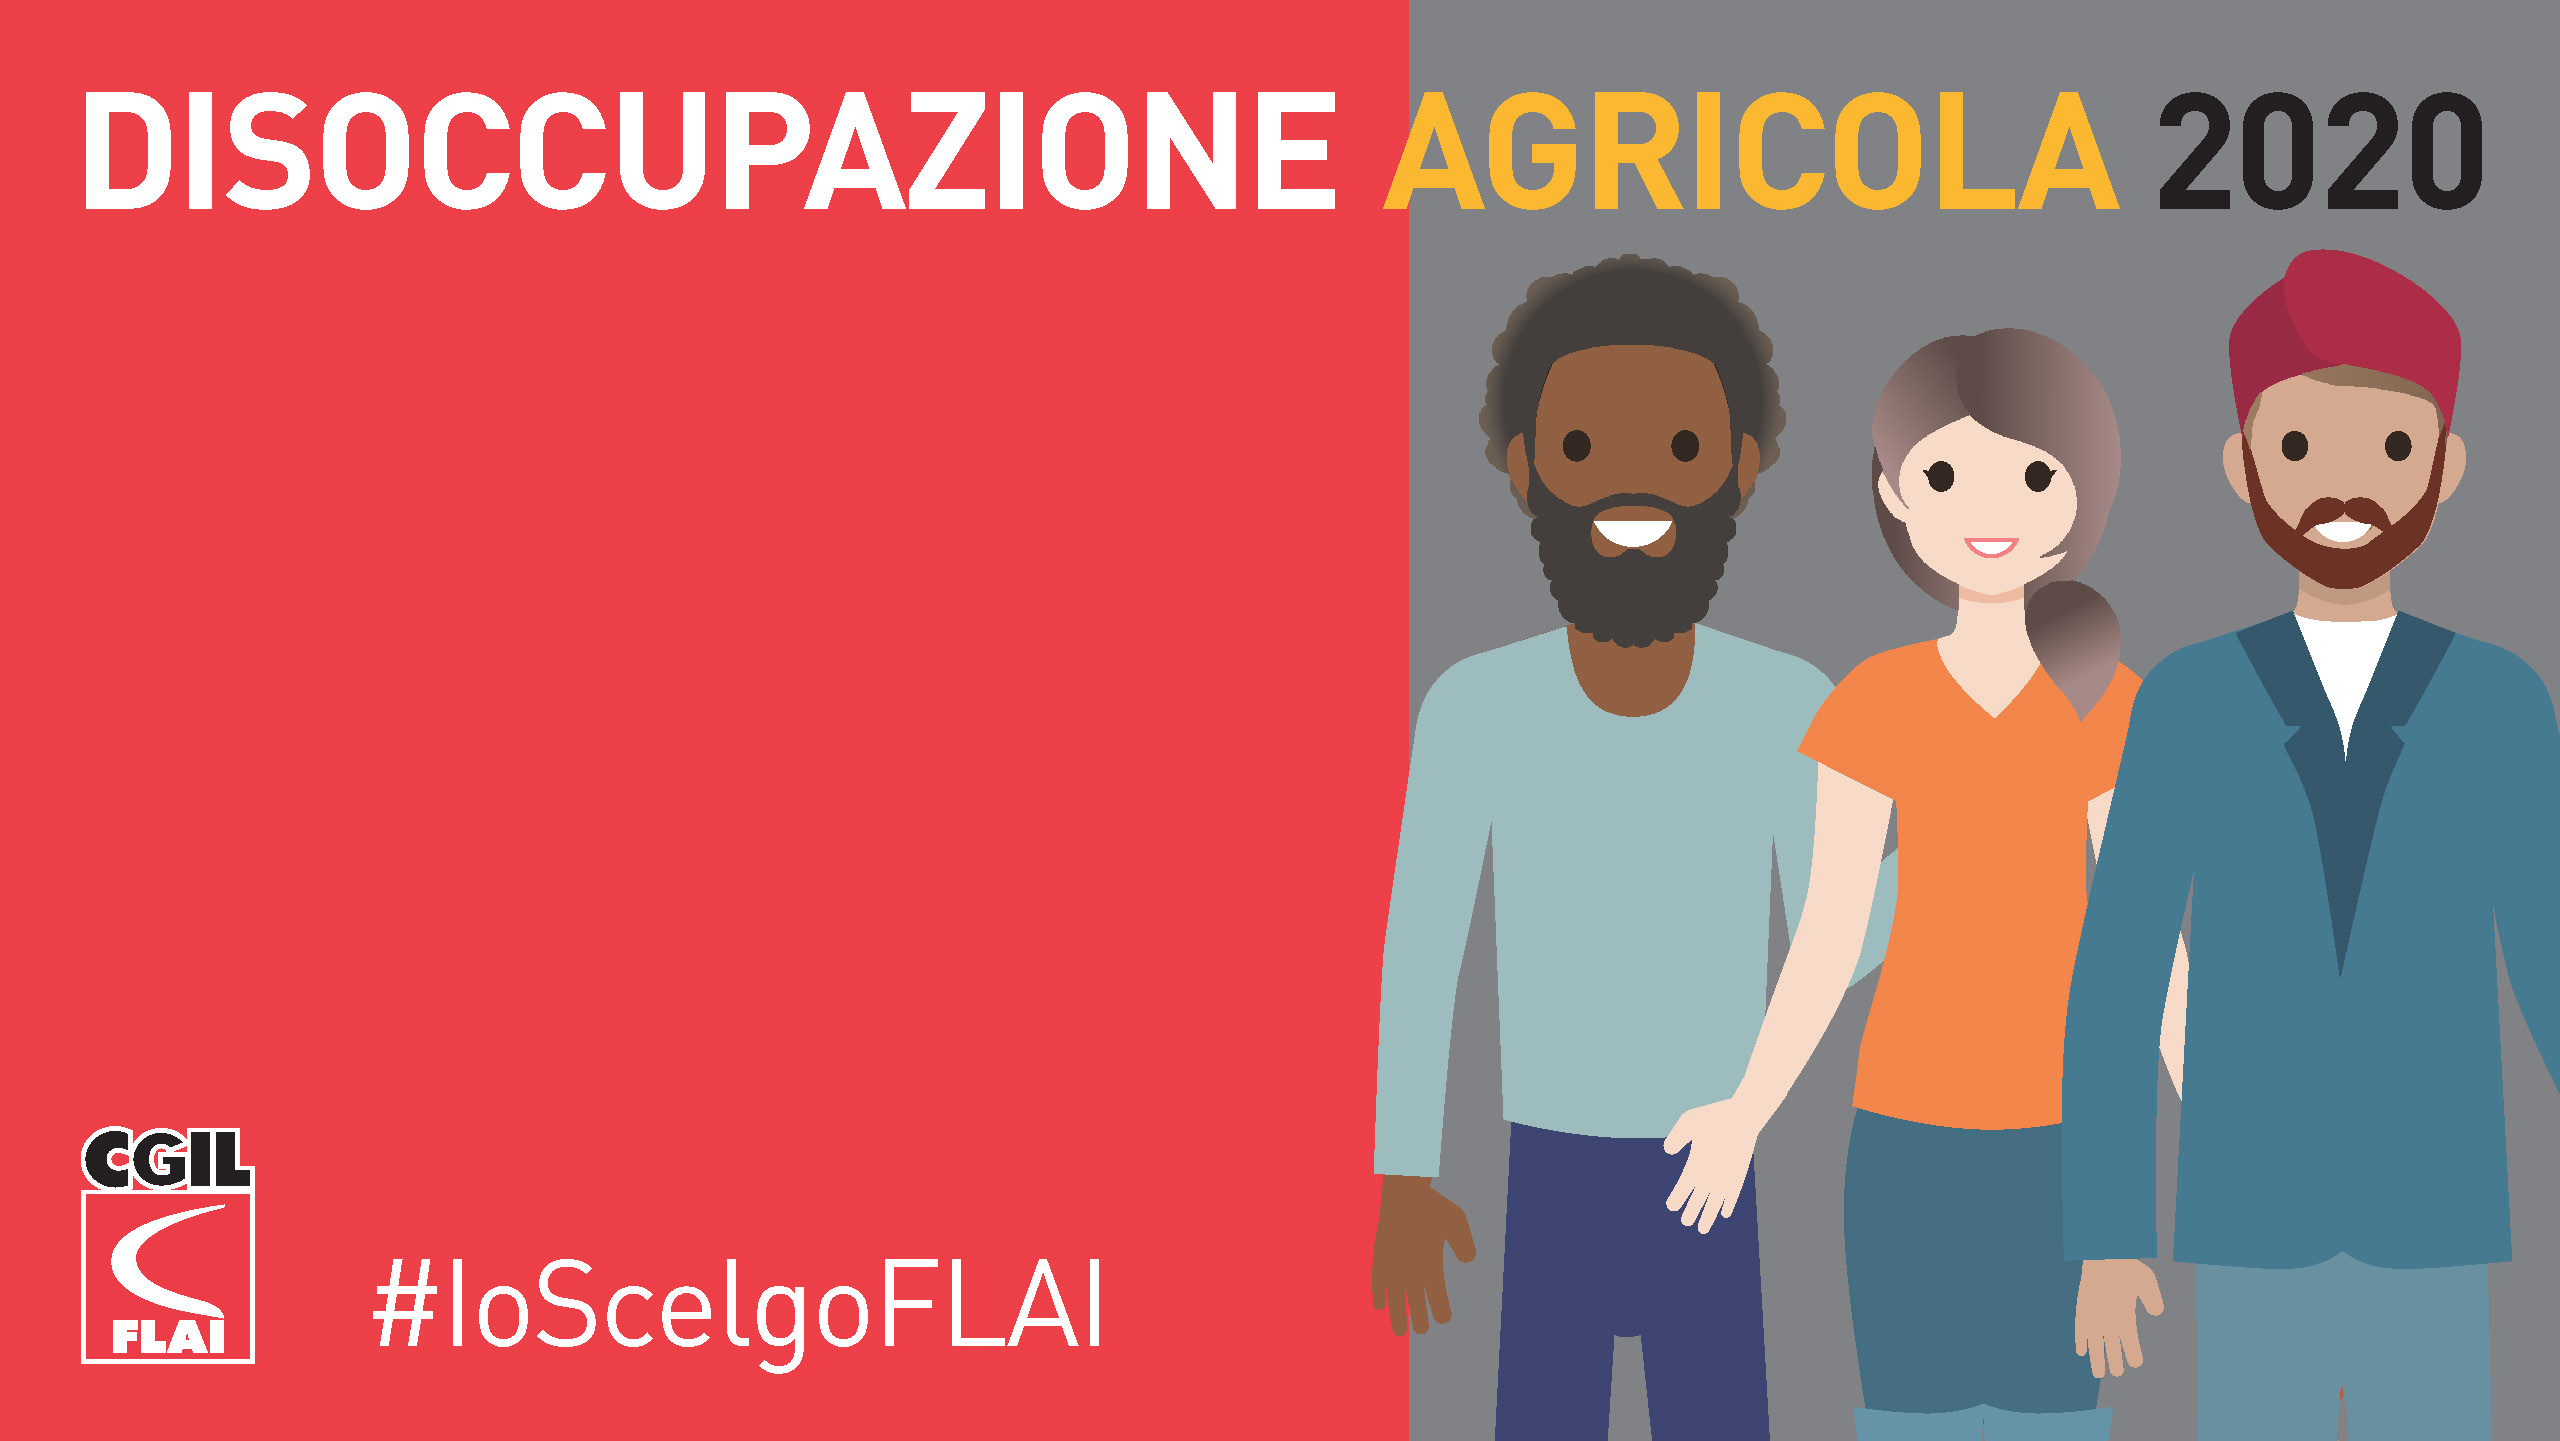 DISOCCUPAZIONE AGRICOLA 2020
CGIL
FLAI
#IoScelgoFLAI